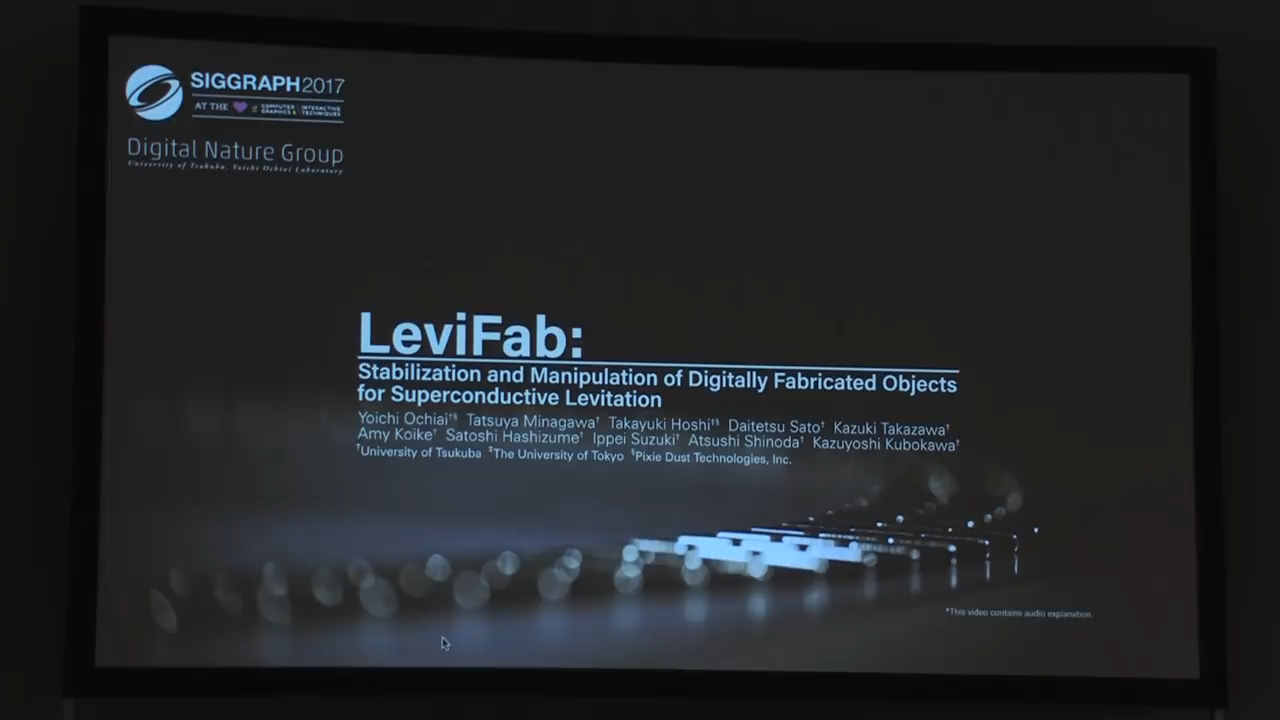 SIGGRAPH2017
AT THE ♥ of COMPUTER GRAPHICS & INTERACTIVE TECHNIQUES
Digital Nature Group
University of Tsukuba, Yoichi Ochiai Laboratory
LeviFab:
Stabilization and Manipulation of Digitally Fabricated Objects
for Superconductive Levitation
Yoichi Ochiai†§ Tatsuya Minagawa† Takayuki Hoshi‡§ Daitetsu Sato† Kazuki Takazawa†
Amy Koike† Satoshi Hashizume† Ippei Suzuki† Atsushi Shinoda† Kazuyoshi Kubokawa†
†University of Tsukuba ‡The University of Tokyo §Pixie Dust Technologies, Inc.
*This video contains audio explanation.